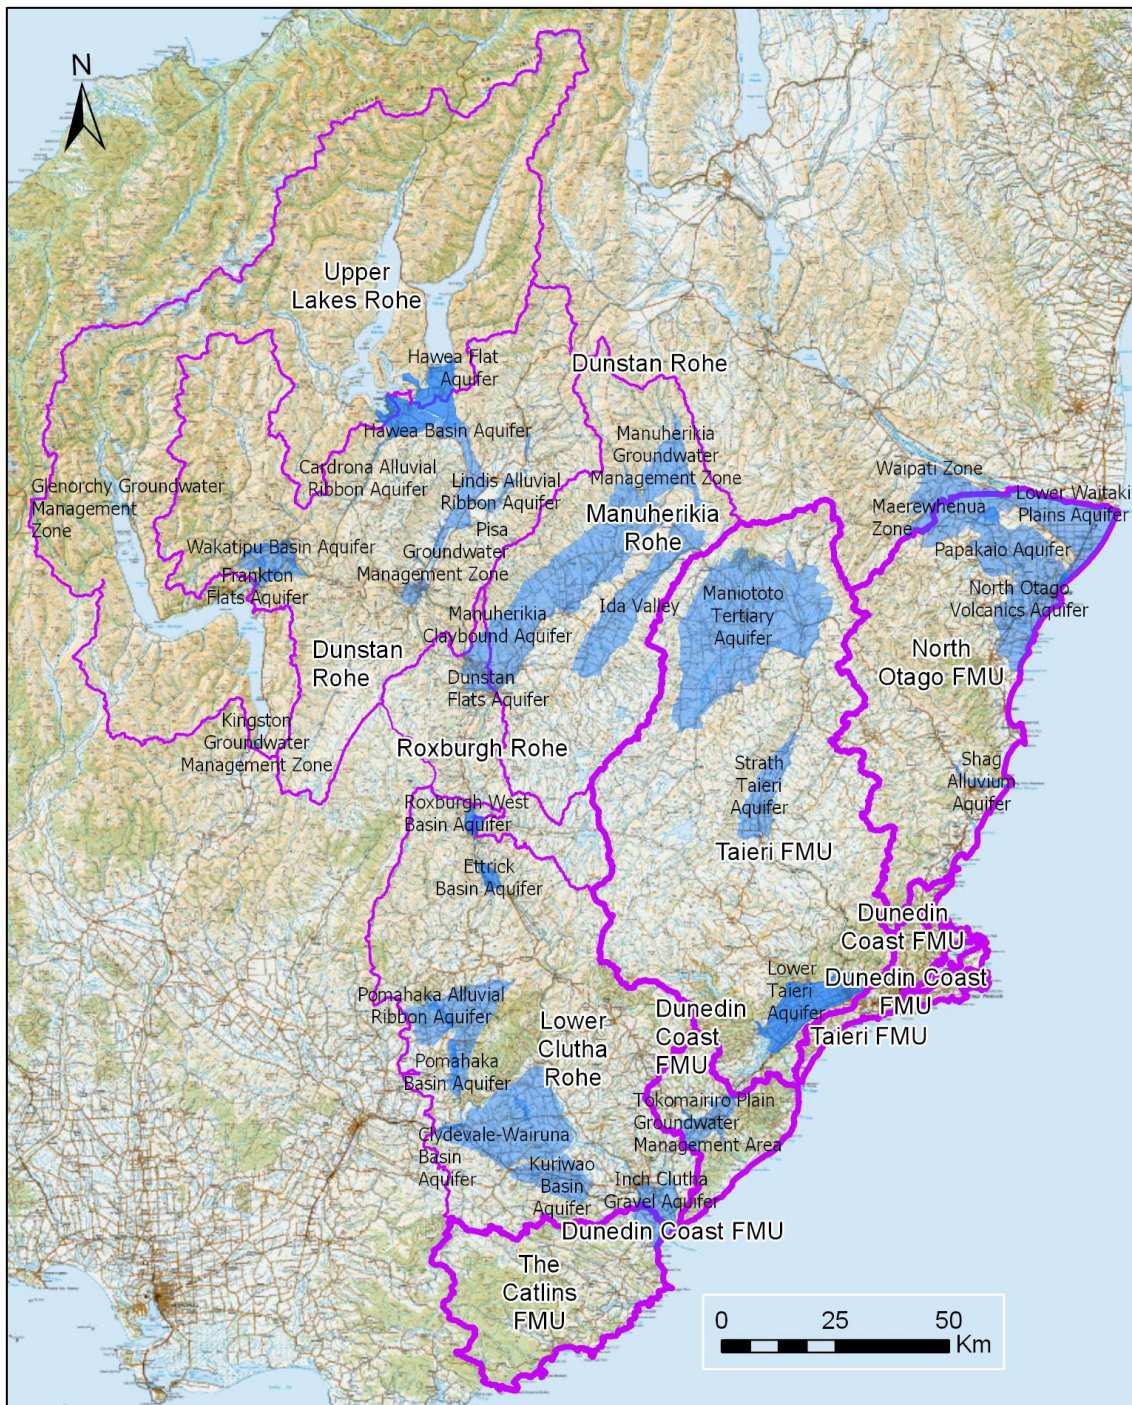 N
Upper
Lakes Rohe
Dunstan Rohe
Hawea Flat
Aquifer
Hawea Basin Aquifer
Manuherikia
Groundwater
Management Zone
Cardrona Alluvial
Ribbon Aquifer
Lindis Alluvial
Ribbon Aquifer
Waipati Zone
Glenorchy Groundwater
Management
Zone
Maerewhenua
Zone
Lower Waitaki
Plains Aquifer
Manuherikia
Rohe
Pisa
Groundwater
Management Zone
Wakatipu Basin Aquifer
Frankton
Flats Aquifer
Papakaio Aquifer
North Otago
Volcanics Aquifer
Ida Valley
Maniototo
Tertiary
Aquifer
Manuherikia
Claybound Aquifer
Dunstan
Rohe
North
Otago FMU
Dunstan
Flats Aquifer
Kingston
Groundwater
Management Zone
Roxburgh Rohe
Strath
Taieri
Aquifer
Shag
Alluvium
Aquifer
Roxburgh West
Basin Aquifer
Taieri FMU
Ettrick
Basin Aquifer
Dunedin
Coast FMU
Lower
Taieri
Aquifer
Dunedin Coast
FMU
Pomahaka Alluvial
Ribbon Aquifer
Lower
Clutha
Rohe
Dunedin
Coast
FMU
Taieri FMU
Pomahaka
Basin Aquifer
Tokomairiro Plain
Groundwater
Management Area
Clydevale-Wairuna
Basin
Aquifer
Kuriwao
Basin
Aquifer
Inch Clutha
Gravel Aquifer
Dunedin Coast FMU
The
Catlins
FMU
0 25 50
Km